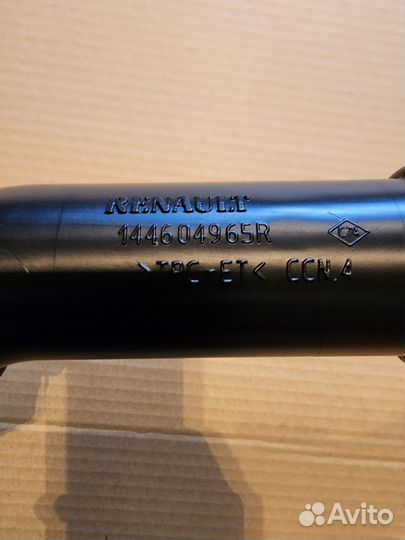 RENAULT
144604965R
>TPC-ET< CCN.4
Avito